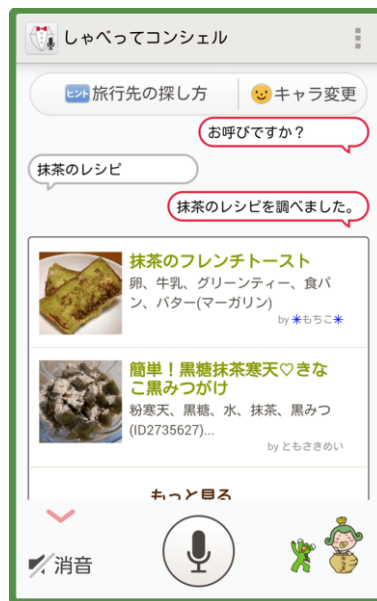 しゃべってコンシェル
ヒント 旅行先の探し方
キャラ変更
お呼びですか？
抹茶のレシピ
抹茶のレシピを調べました。
抹茶のフレンチトースト
卵、牛乳、グリーンティー、食パ
ン、バター(マーガリン)
by ✳もちこ✳
簡単！黒糖抹茶寒天♡きな
こ黒みつがけ
粉寒天、黒糖、水、抹茶、黒みつ
(ID2735627)...
by ともさきめい
もっと見る
消音